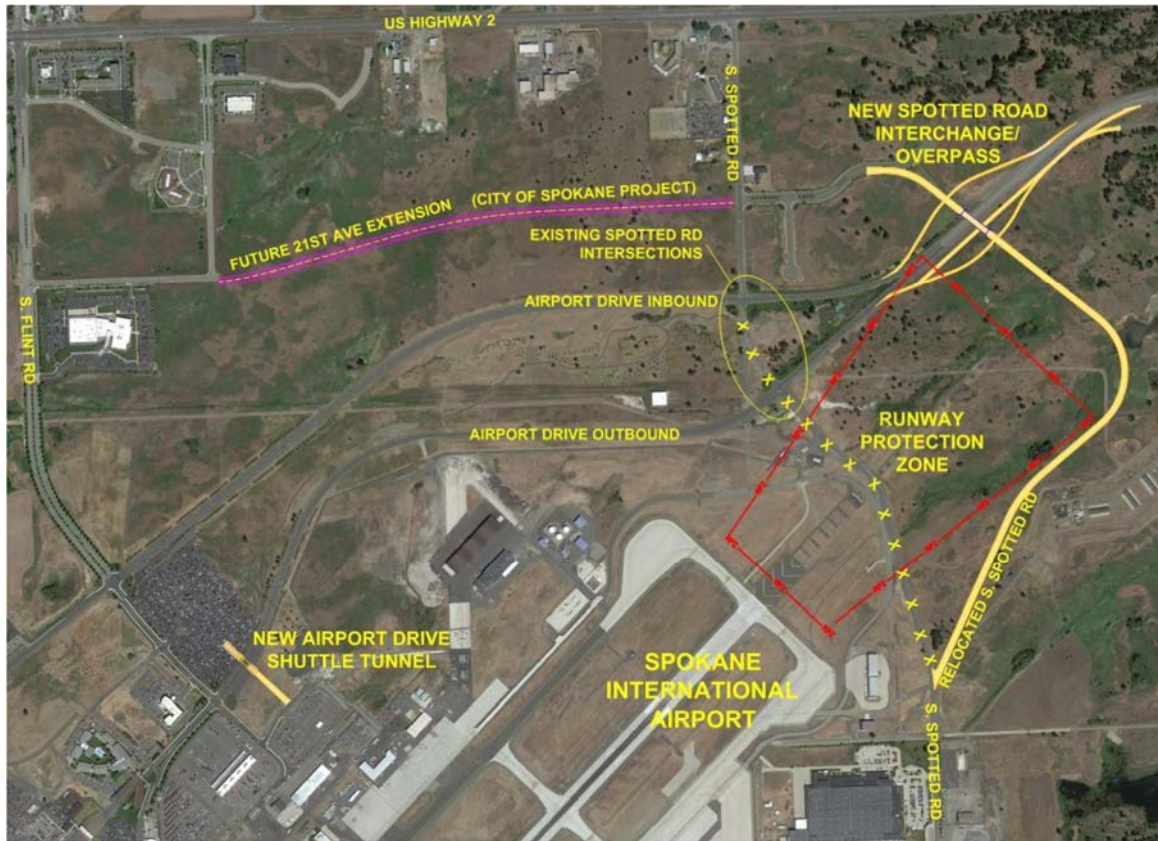 US HIGHWAY 2
S. SPOTTED RD
NEW SPOTTED ROAD
INTERCHANGE/
OVERPASS
FUTURE 21ST AVE EXTENSION (CITY OF SPOKANE PROJECT)
EXISTING SPOTTED RD
INTERSECTIONS
AIRPORT DRIVE INBOUND
S. FLINT RD
AIRPORT DRIVE OUTBOUND
RUNWAY
PROTECTION
ZONE
RELOCATED S. SPOTTED RD
NEW AIRPORT DRIVE
SHUTTLE TUNNEL
SPOKANE
INTERNATIONAL
AIRPORT
S. SPOTTED RD